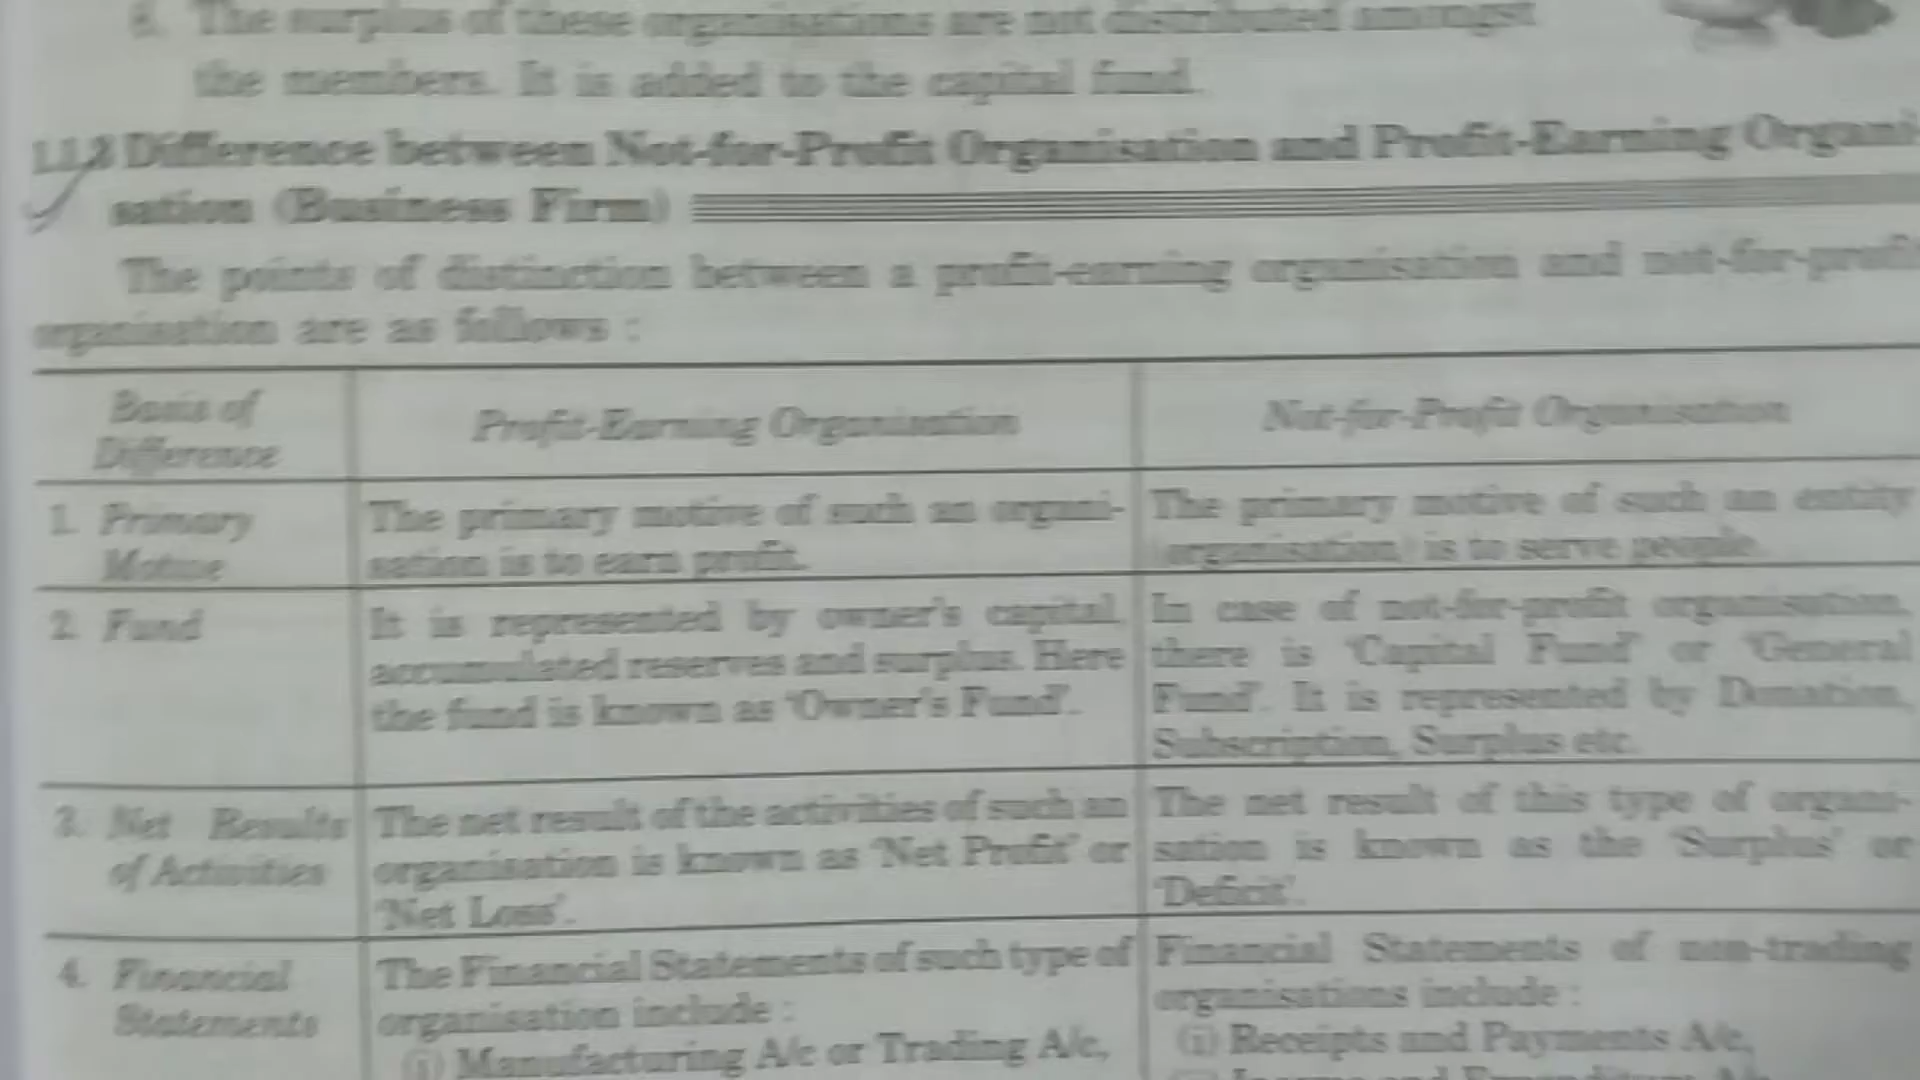 6. The surplus of these organisations are not distributed amongst
the members. It is added to the capital fund.
Difference between Not-for-Profit Organisation and Profit-Earning Organi-
sation (Business Firm)
The points of distinction between a profit-earning organisation and not-for-profit
organisation are as follows :
Basis of
Difference
Profit-Earning Organisation
Not-for-Profit Organisation
1. Primary
Motive
The primary motive of such an organi-
sation is to earn profit.
The primary motive of such an entity
(organisation) is to serve people.
2. Fund
It is represented by owner's capital,
accumulated reserves and surplus. Here
the fund is known as 'Owner's Fund'.
In case of not-for-profit organisation,
there is 'Capital Fund' or 'General
Fund'. It is represented by Donation,
Subscription, Surplus etc.
3. Net Results
of Activities
The net result of the activities of such an
organisation is known as 'Net Profit' or
'Net Loss'.
The net result of this type of organi-
sation is known as the 'Surplus' or
'Deficit'.
4. Financial
Statements
The Financial Statements of such type of
organisation include :
(i) Manufacturing A/c or Trading A/c,
Financial Statements of non-trading
organisations include :
(i) Receipts and Payments A/c,
Income and Expenditure A/c